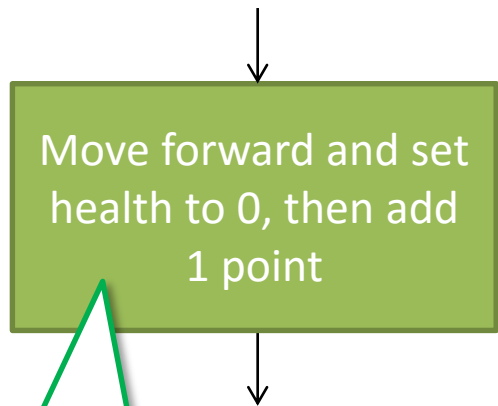 Move forward and set
health to 0, then add
1 point